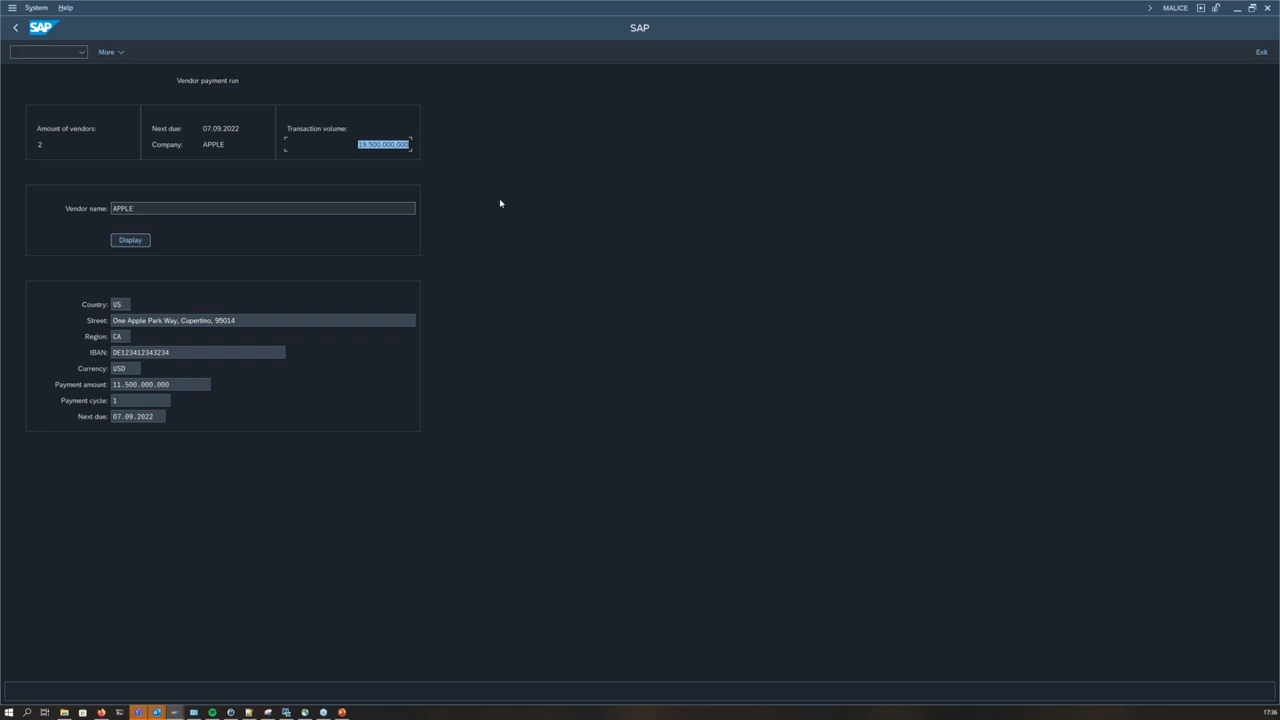 System Help MALICE
SAP SAP
More Exit
Vendor payment run
Amount of vendors: Next due: 07.09.2022 Transaction volume:
2 Company: APPLE 19.500.000,000
Vendor name: APPLE
Display
Country: US
Street: One Apple Park Way, Cupertino, 95014
Region: CA
IBAN: DE123412343234
Currency: USD
Payment amount: 11.500.000,000
Payment cycle: 1
Next due: 07.09.2022
17:36